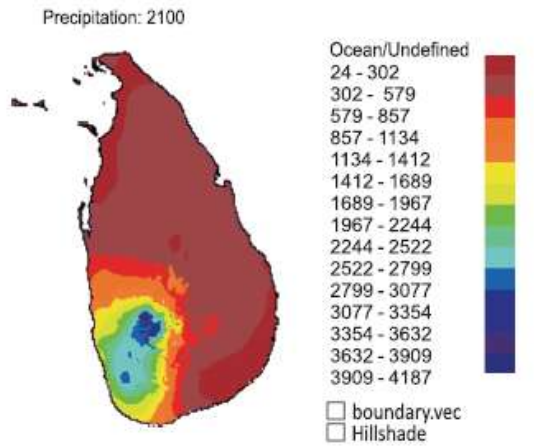 Precipitation: 2100
Ocean/Undefined
24 - 302
302 - 579
579 - 857
857 - 1134
1134 - 1412
1412 - 1689
1689 - 1967
1967 - 2244
2244 - 2522
2522 - 2799
2799 - 3077
3077 - 3354
3354 - 3632
3632 - 3909
3909 - 4187
boundary.vec
Hillshade